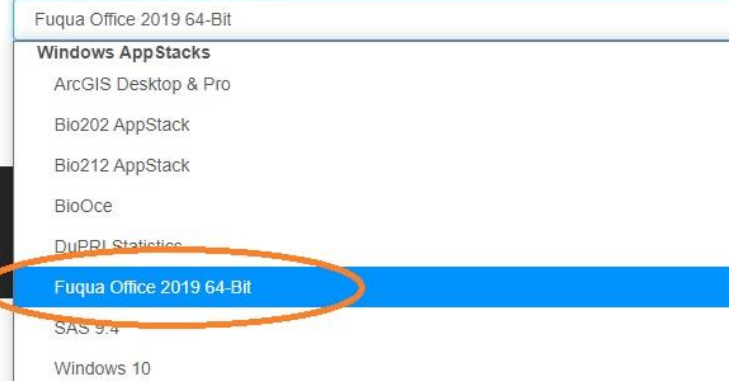 Fuqua Office 2019 64-Bit
Windows AppStacks
ArcGIS Desktop & Pro
Bio202 AppStack
Bio212 AppStack
BioOce
DuPRI Statistics
Fuqua Office 2019 64-Bit
SAS 9.4
Windows 10